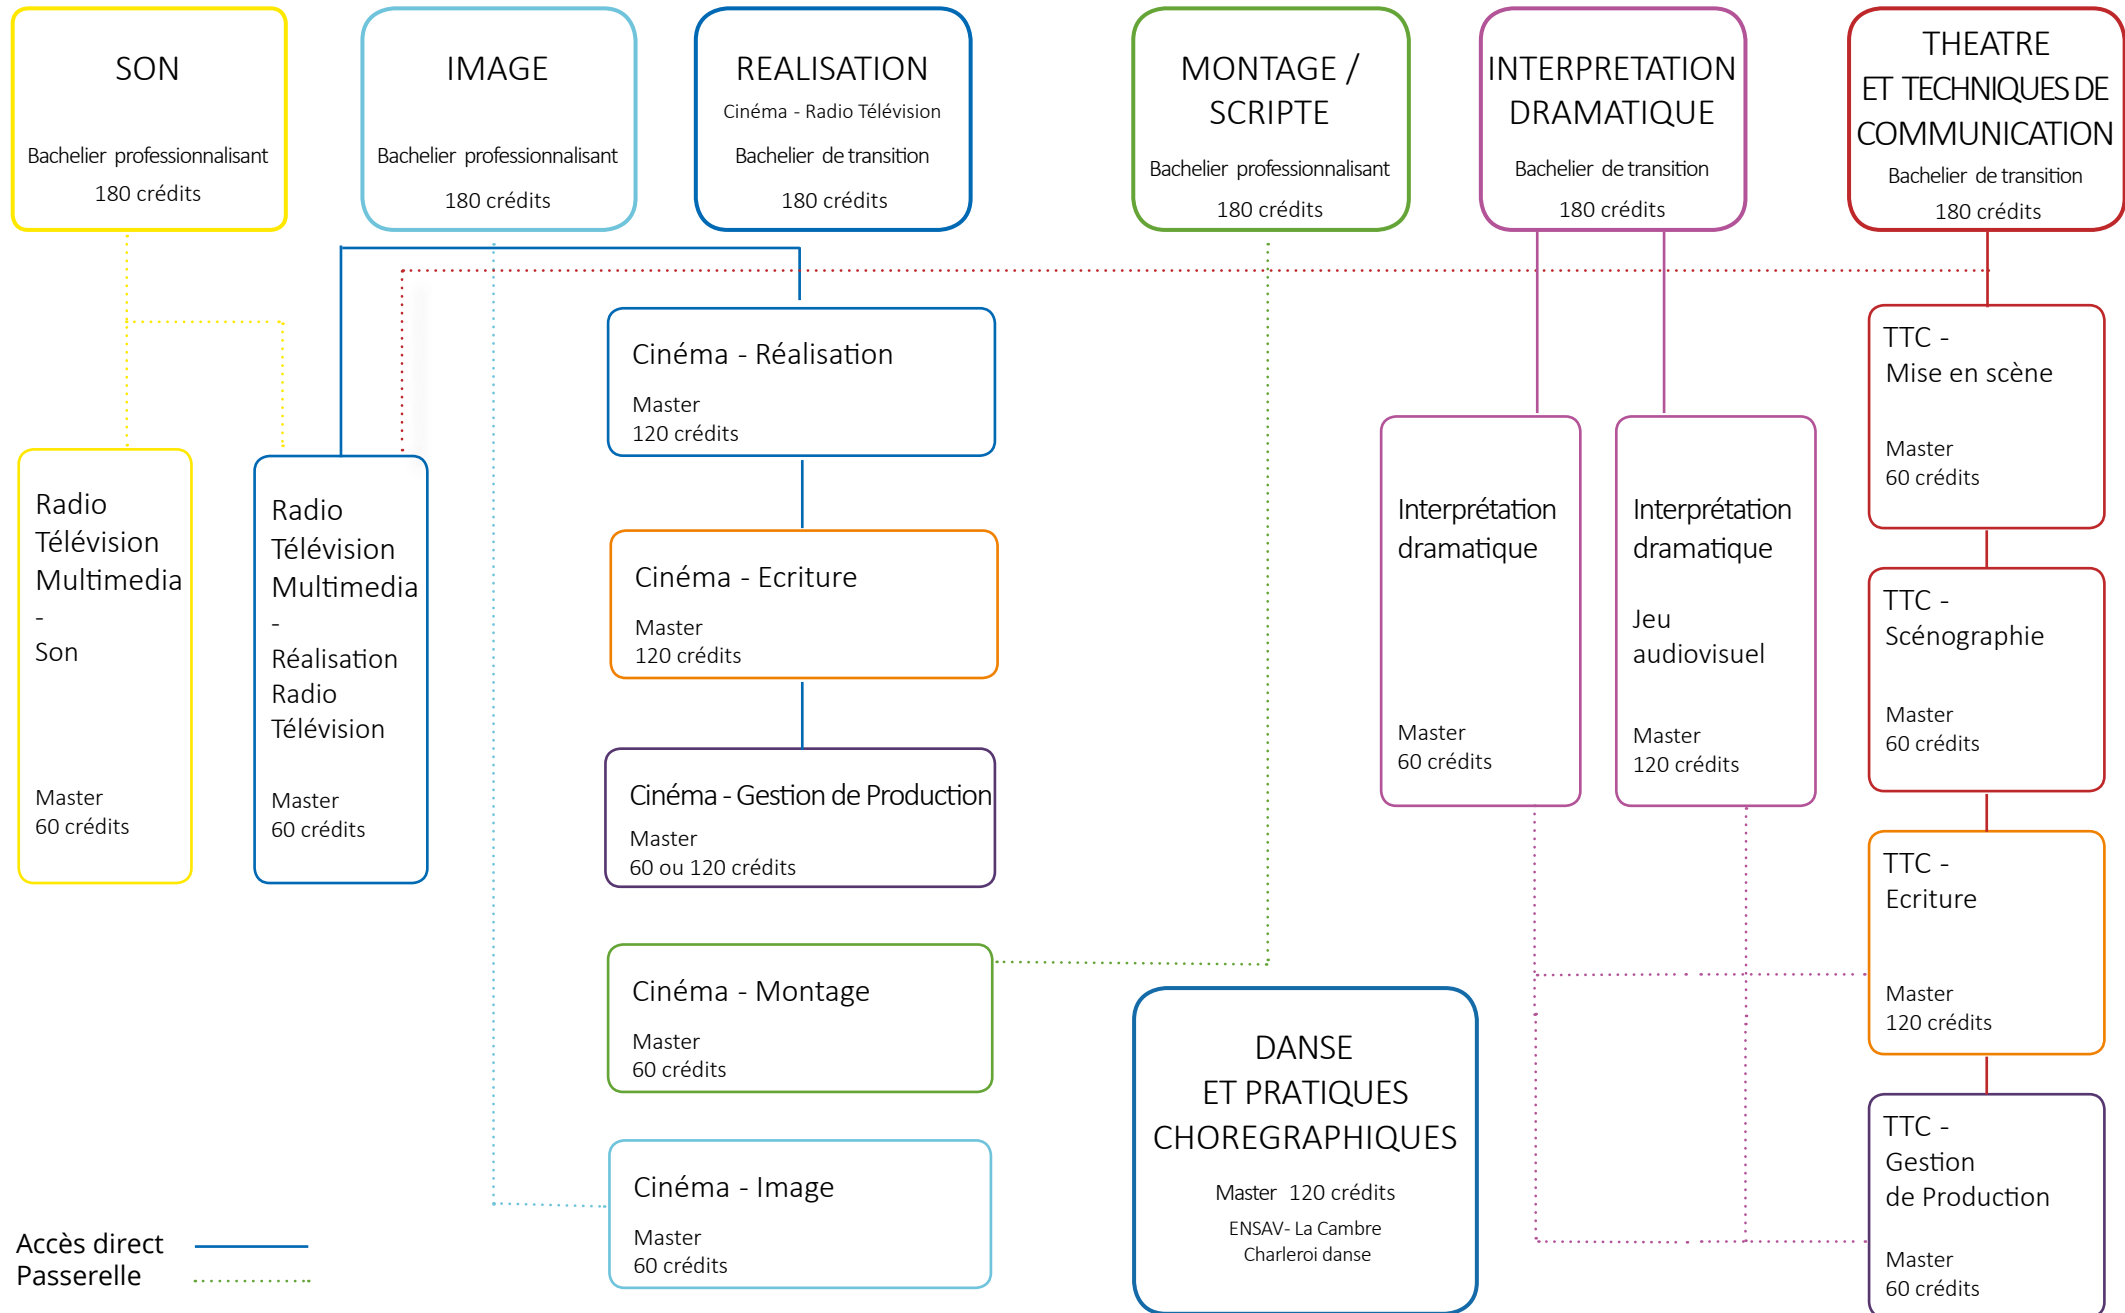 SON
Bachelier professionnalisant
180 crédits
IMAGE
Bachelier professionnalisant
180 crédits
REALISATION
Cinéma - Radio Télévision
Bachelier de transition
180 crédits
MONTAGE /
SCRIPTE
Bachelier professionnalisant
180 crédits
INTERPRETATION
DRAMATIQUE
Bachelier de transition
180 crédits
THEATRE
ET TECHNIQUES DE
COMMUNICATION
Bachelier de transition
180 crédits
Radio
Télévision
Multimedia
-
Son
Master
60 crédits
Radio
Télévision
Multimedia
-
Réalisation
Radio
Télévision
Master
60 crédits
Cinéma - Réalisation
Master
120 crédits
Cinéma - Ecriture
Master
120 crédits
Cinéma - Gestion de Production
Master
60 ou 120 crédits
Cinéma - Montage
Master
60 crédits
Cinéma - Image
Master
60 crédits
DANSE
ET PRATIQUES
CHOREGRAPHIQUES
Master 120 crédits
ENSAV- La Cambre
Charleroi danse
Interprétation
dramatique
Master
60 crédits
Interprétation
dramatique
Jeu
audiovisuel
Master
120 crédits
TTC -
Mise en scène
Master
60 crédits
TTC -
Scénographie
Master
60 crédits
TTC -
Ecriture
Master
120 crédits
TTC -
Gestion
de Production
Master
60 crédits
Accès direct
Passerelle